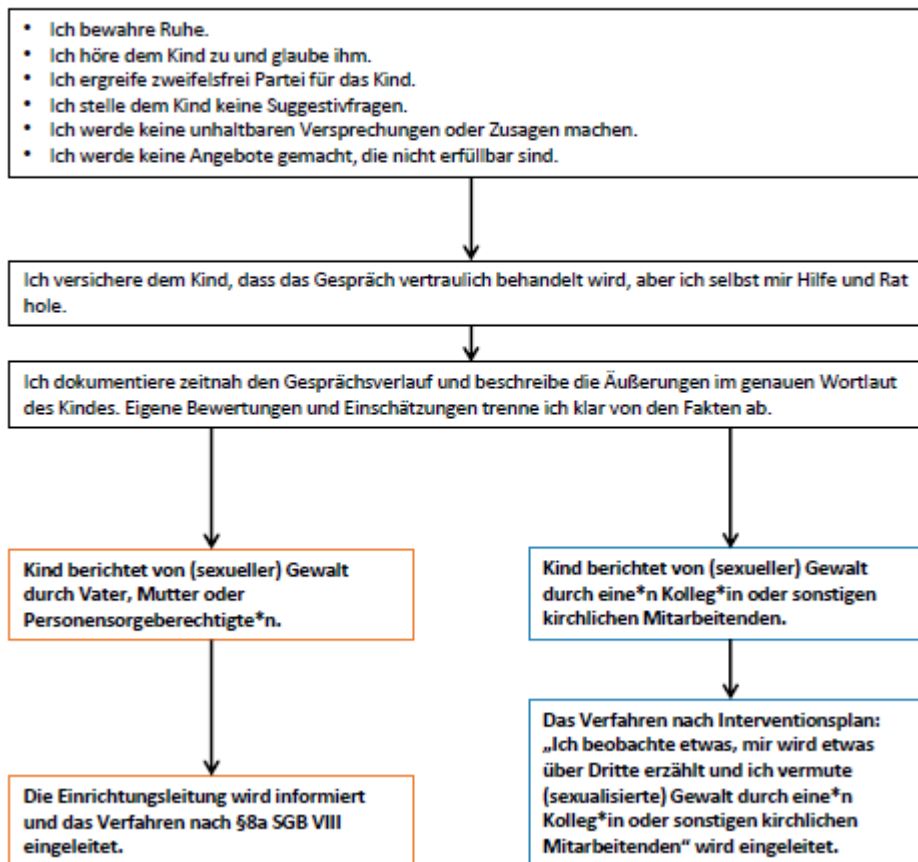 • Ich bewahre Ruhe.
• Ich höre dem Kind zu und glaube ihm.
• Ich ergreife zweifelsfrei Partei für das Kind.
• Ich stelle dem Kind keine Suggestivfragen.
• Ich werde keine unhaltbaren Versprechungen oder Zusagen machen.
• Ich werde keine Angebote gemacht, die nicht erfüllbar sind.
Ich versichere dem Kind, dass das Gespräch vertraulich behandelt wird, aber ich selbst mir Hilfe und Rat
hole.
Ich dokumentiere zeitnah den Gesprächsverlauf und beschreibe die Äußerungen im genauen Wortlaut
des Kindes. Eigene Bewertungen und Einschätzungen trenne ich klar von den Fakten ab.
Kind berichtet von (sexueller) Gewalt
durch Vater, Mutter oder
Personensorgeberechtigte*n.
Die Einrichtungsleitung wird informiert
und das Verfahren nach §8a SGB VIII
eingeleitet.
Kind berichtet von (sexueller) Gewalt
durch eine*n Kolleg*in oder sonstigen
kirchlichen Mitarbeitenden.
Das Verfahren nach Interventionsplan:
„Ich beobachte etwas, mir wird etwas
über Dritte erzählt und ich vermute
(sexualisierte) Gewalt durch eine*n
Kolleg*in oder sonstigen kirchlichen
Mitarbeitenden“ wird eingeleitet.